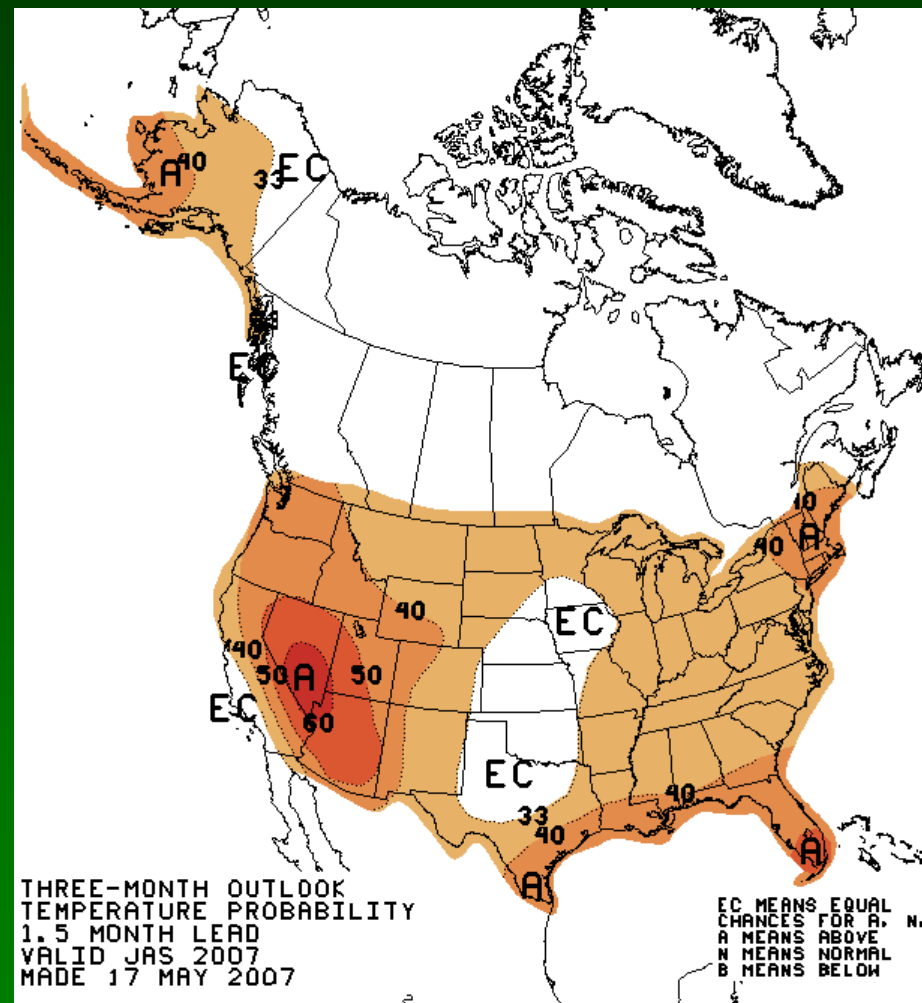 A 40
33 EC
EC
40
A
40
40
EC
40
50 A 50
EC
60
EC
33
40
40
A
A
THREE-MONTH OUTLOOK
TEMPERATURE PROBABILITY
1.5 MONTH LEAD
VALID JAS 2007
MADE 17 MAY 2007
EC MEANS EQUAL
CHANCES FOR A, N,
A MEANS ABOVE
N MEANS NORMAL
B MEANS BELOW